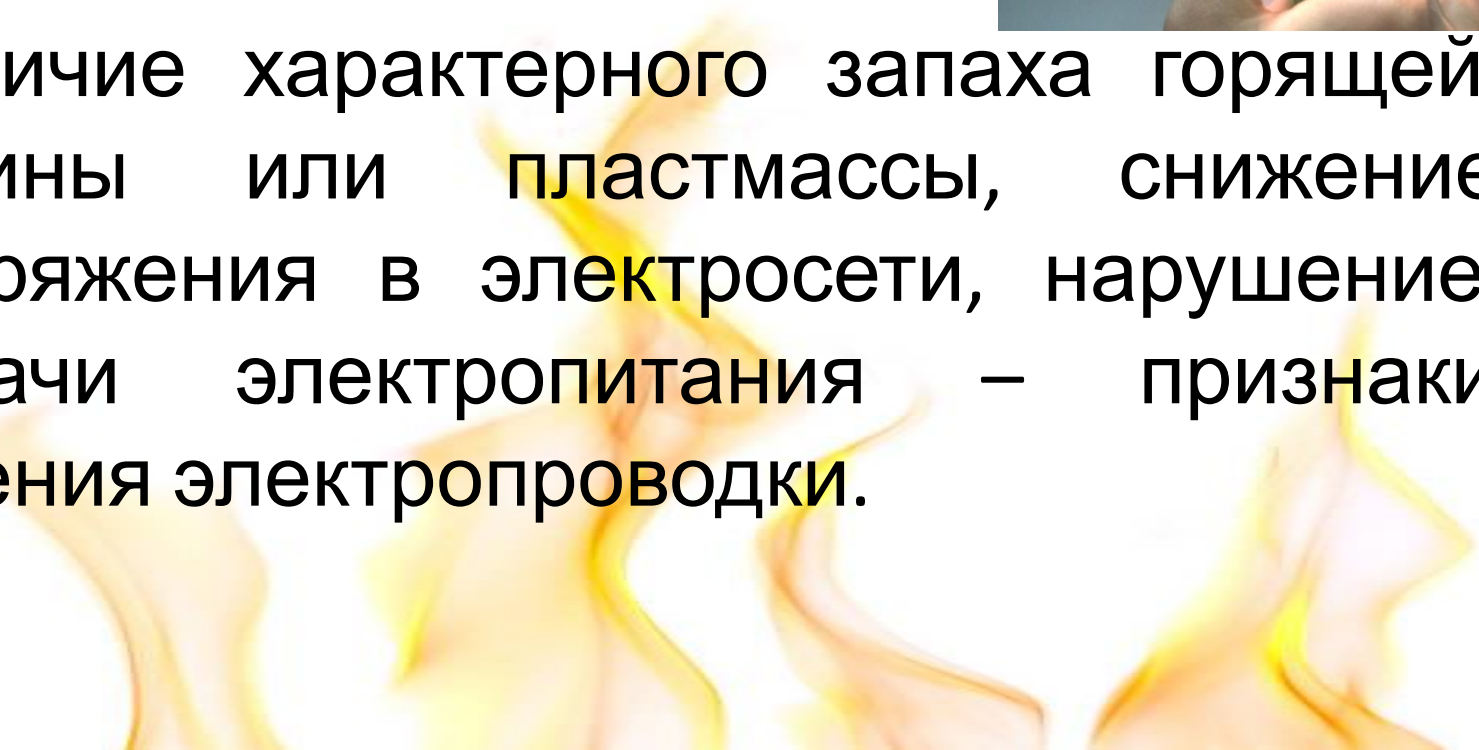 ичие характерного запаха горящей
ины или пластмассы, снижение
ряжения в электросети, нарушение
ачи электропитания – признаки
ения электропроводки.